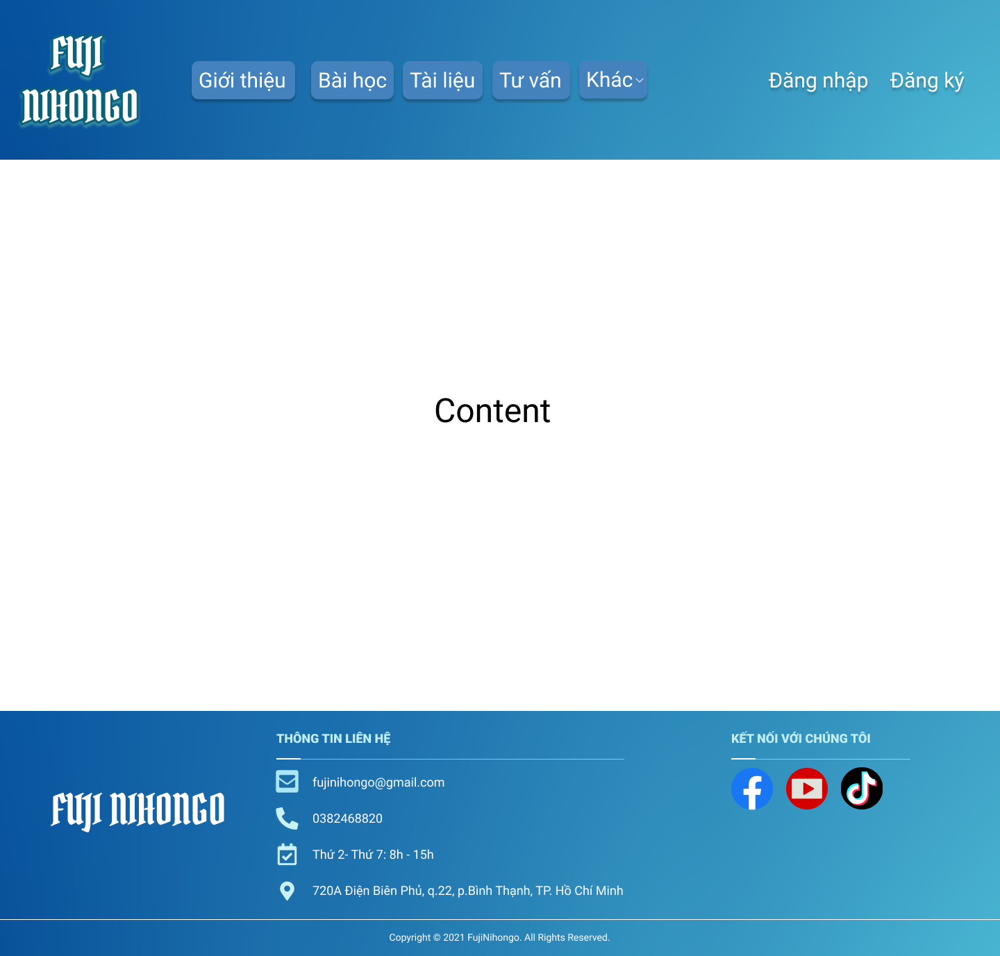 FUJI
NIHONGO
Giới thiệu
Bài học
Tài liệu
Tư vấn
Khác
Đăng nhập
Đăng ký
Content
THÔNG TIN LIÊN HỆ
KẾT NỐI VỚI CHÚNG TÔI
FUJI NIHONGO
fujinihongo@gmail.com
0382468820
Thứ 2- Thứ 7: 8h - 15h
720A Điện Biên Phủ, q.22, p.Bình Thạnh, TP. Hồ Chí Minh
Copyright © 2021 FujiNihongo. All Rights Reserved.